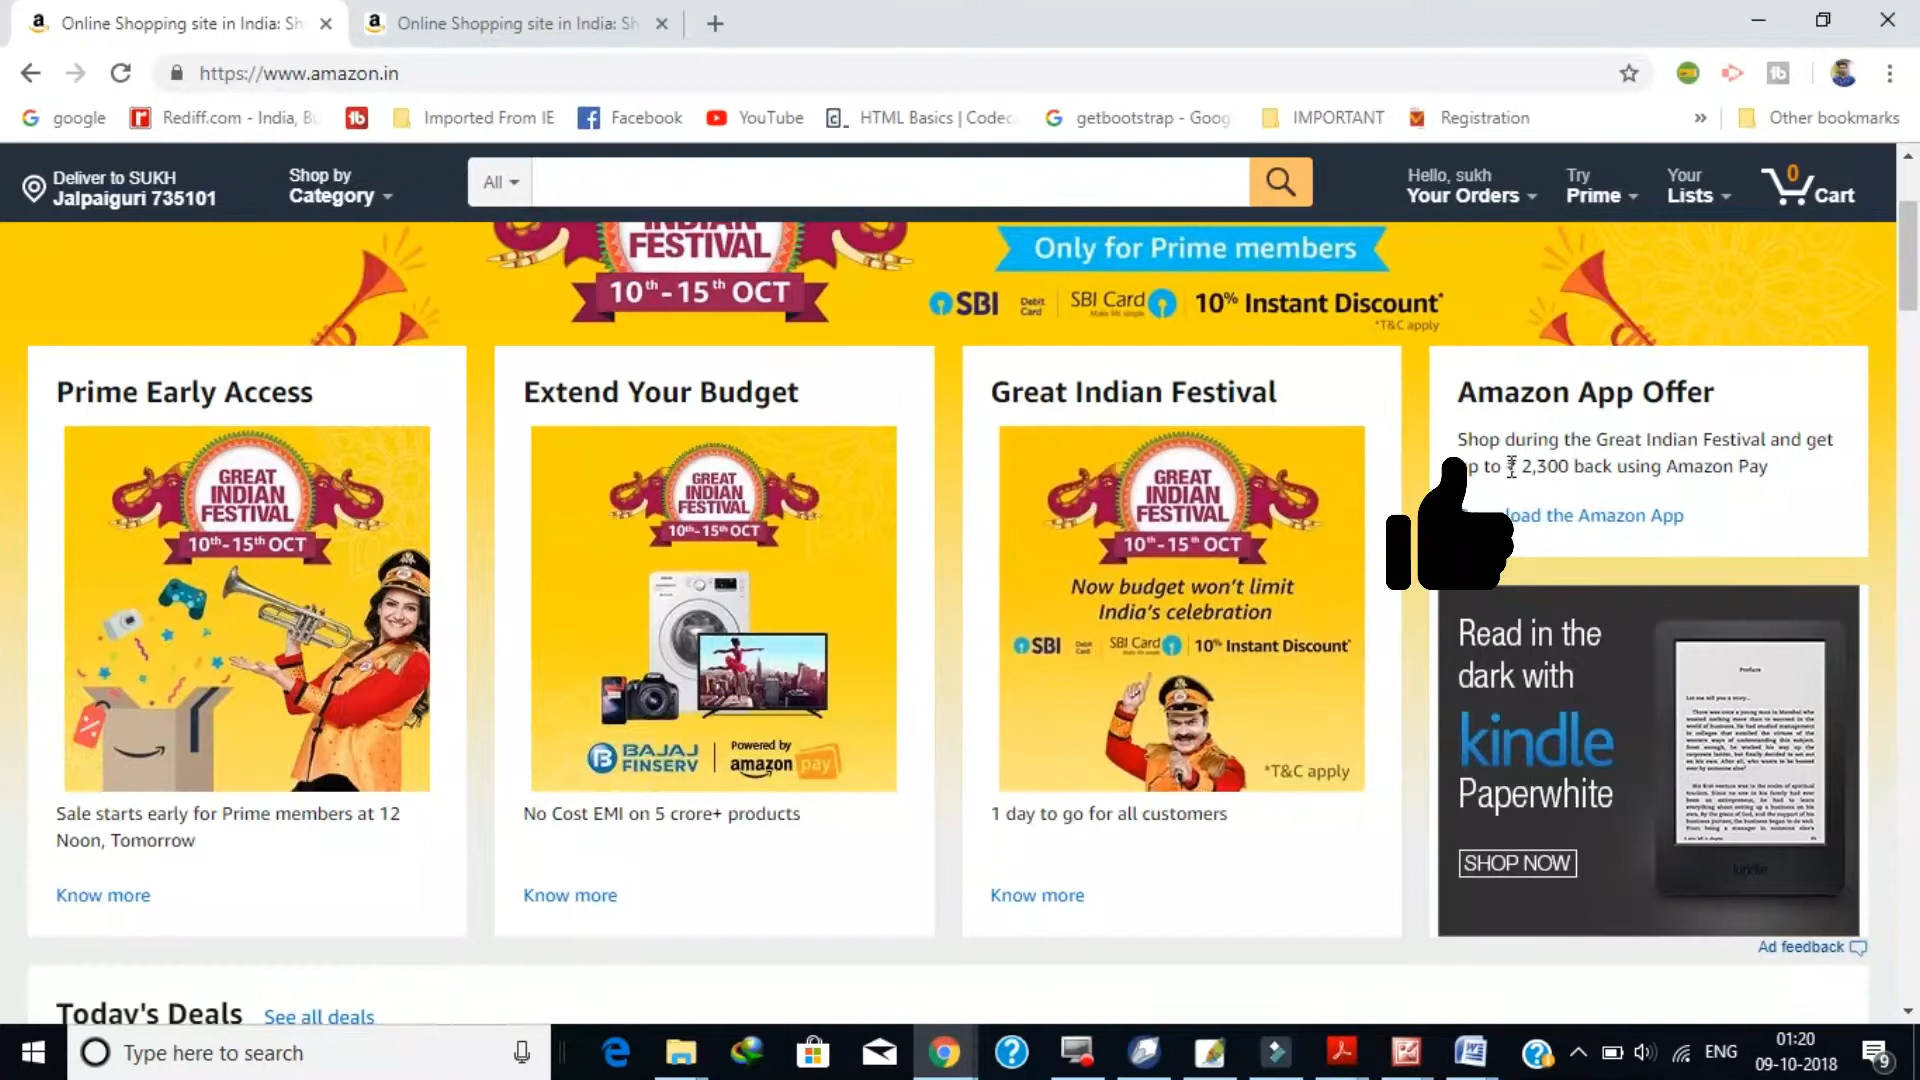 Online Shopping site in India: Sh
Online Shopping site in India: Sh
https://www.amazon.in
google
Rediff.com - India, Bu
Imported From IE
Facebook
YouTube
HTML Basics | Codec
getbootstrap - Goog
IMPORTANT
Registration
Other bookmarks
Deliver to SUKH
Jalpaiguri 735101
Shop by
Category
All
Hello, sukh
Your Orders
Try
Prime
Your
Lists
0
Cart
INDIAN
FESTIVAL
10th-15th OCT
Only for Prime members
SBI Debit Card SBI Card 10% Instant Discount*
*T&C apply
Prime Early Access
GREAT
INDIAN
FESTIVAL
10th-15th OCT
Sale starts early for Prime members at 12
Noon, Tomorrow
Know more
Extend Your Budget
GREAT
INDIAN
FESTIVAL
10th-15th OCT
BAJAJ
FINSERV
Powered by
amazon pay
No Cost EMI on 5 crore+ products
Know more
Great Indian Festival
GREAT
INDIAN
FESTIVAL
10th-15th OCT
Now budget won't limit
India's celebration
SBI Debit Card SBI Card 10% Instant Discount*
*T&C apply
1 day to go for all customers
Know more
Amazon App Offer
Shop during the Great Indian Festival and get
to ₹ 2,300 back using Amazon Pay
the Amazon App
Read in the
dark with
kindle
Paperwhite
SHOP NOW
kindle
Ad feedback
Today's Deals See all deals
Type here to search
ENG
01:20
09-10-2018
9